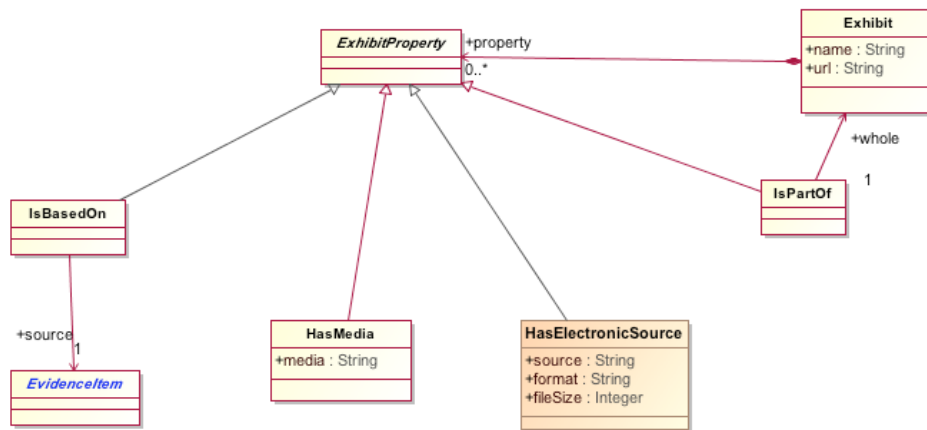 Exhibit
+name : String
+url : String
ExhibitProperty
+property
0..*
+whole
1
IsPartOf
IsBasedOn
+source
1
EvidenceItem
HasMedia
+media : String
HasElectronicSource
+source : String
+format : String
+fileSize : Integer